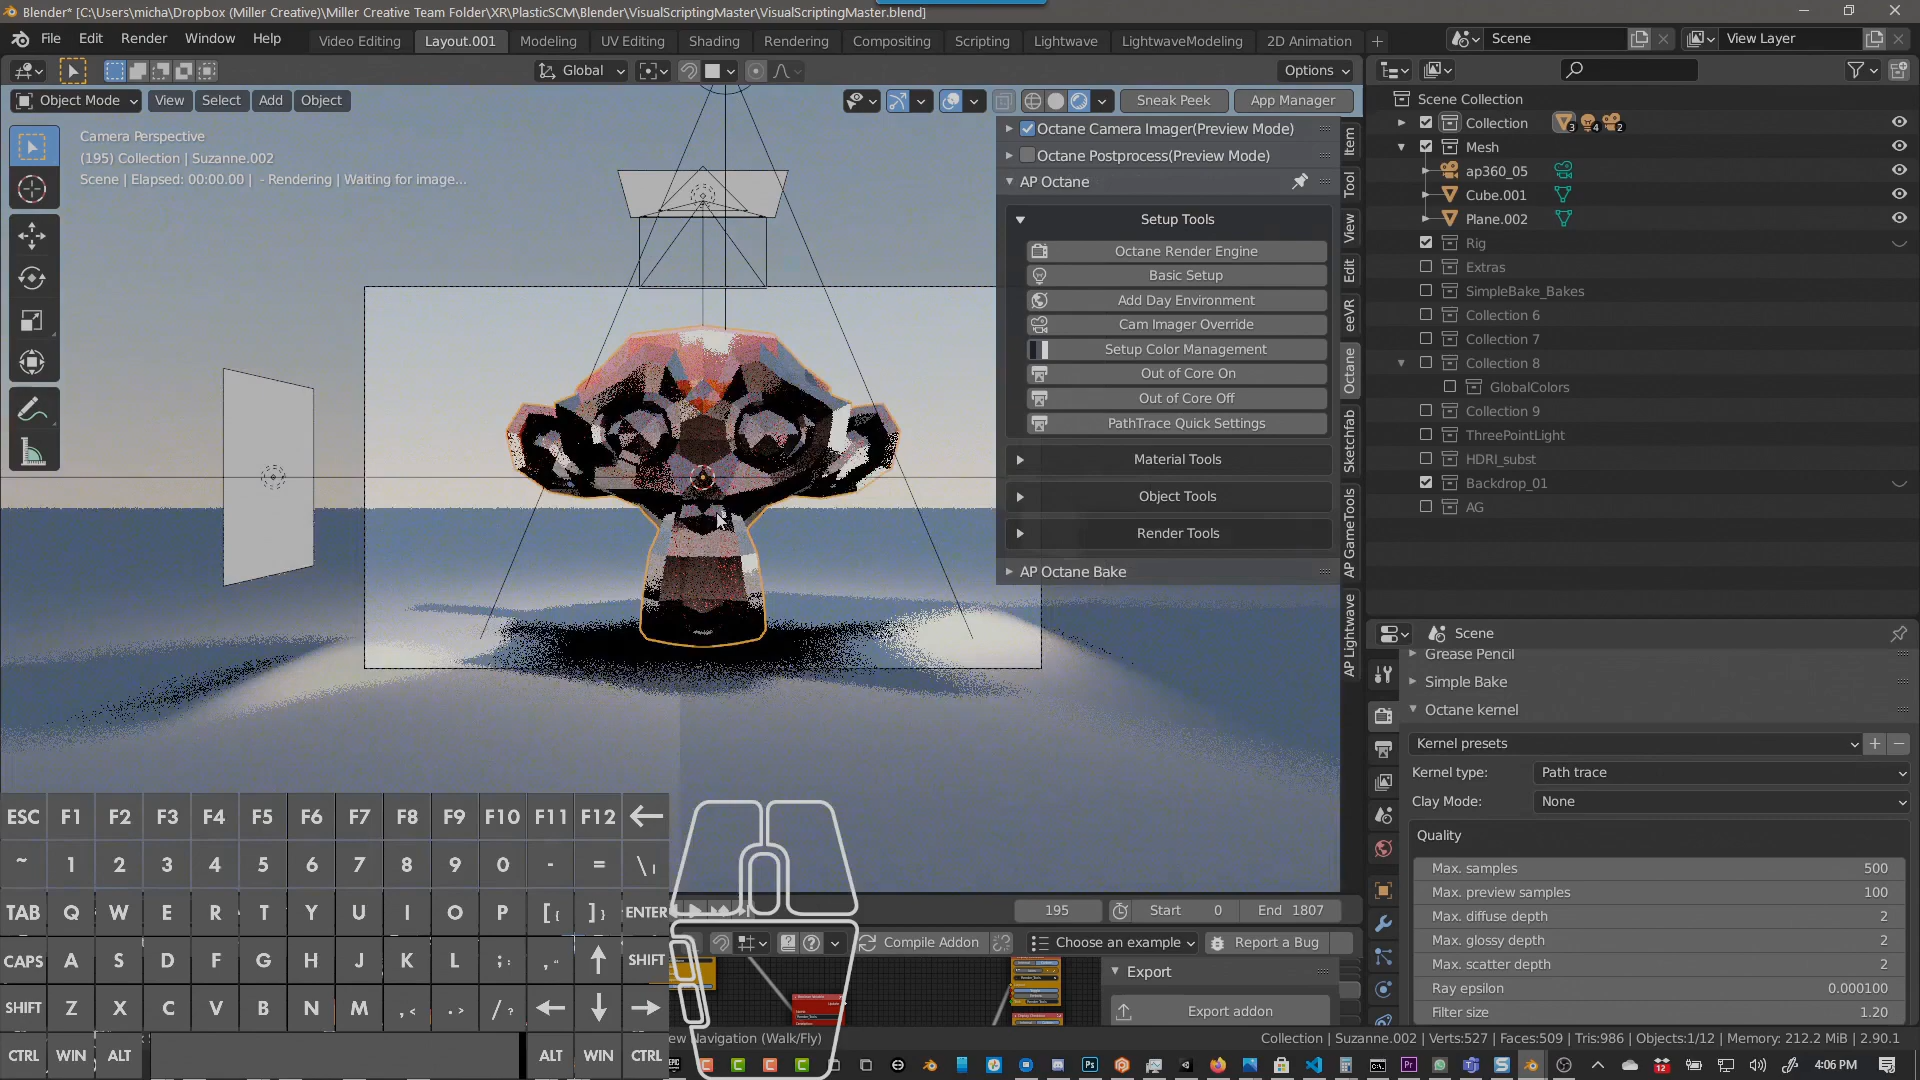 Blender* [C:\Users\micha\Dropbox (Miller Creative)\Miller Creative Team Folder\XR\PlasticSCM\Blender\VisualScriptingMaster\VisualScriptingMaster.blend]
File Edit Render Window Help
Video Editing Layout.001 Modeling UV Editing Shading Rendering Compositing Scripting Lightwave LightwaveModeling 2D Animation +
Scene
View Layer
Global
Options
Object Mode View Select Add Object
Sneak Peek App Manager
Camera Perspective
(195) Collection | Suzanne.002
Scene | Elapsed: 00:00.00 | - Rendering | Waiting for image...
Octane Camera Imager(Preview Mode)
Octane Postprocess(Preview Mode)
AP Octane
Setup Tools
Octane Render Engine
Basic Setup
Add Day Environment
Cam Imager Override
Setup Color Management
Out of Core On
Out of Core Off
PathTrace Quick Settings
Material Tools
Object Tools
Render Tools
AP Octane Bake
Item
Tool
View
Edit
eeVR
Octane
Sketchfab
AP GameTools
AP Lightwave
Scene Collection
Collection 3 4 2
Mesh
ap360_05
Cube.001
Plane.002
Rig
Extras
SimpleBake_Bakes
Collection 6
Collection 7
Collection 8
GlobalColors
Collection 9
ThreePointLight
HDRI_subst
Backdrop_01
AG
Scene
Grease Pencil
Simple Bake
Octane kernel
Kernel presets
Kernel type: Path trace
Clay Mode: None
Quality
Max. samples 500
Max. preview samples 100
Max. diffuse depth 2
Max. glossy depth 2
Max. scatter depth 2
Ray epsilon 0.000100
Filter size 1.20
ESC F1 F2 F3 F4 F5 F6 F7 F8 F9 F10 F11 F12 ←
~ 1 2 3 4 5 6 7 8 9 0 - = \|
TAB Q W E R T Y U I O P [{ ]} ENTER
CAPS A S D F G H J K L ;: ," ↑ SHIFT
SHIFT Z X C V B N M ,< .> /? ← ↓ →
CTRL WIN ALT ALT WIN CTRL
195 Start 0 End 1807
Compile Addon Choose an example Report a Bug
Export
Export addon
ew Navigation (Walk/Fly)
Collection | Suzanne.002 | Verts:527 | Faces:509 | Tris:986 | Objects:1/12 | Memory: 212.2 MiB | 2.90.1
12
4:06 PM